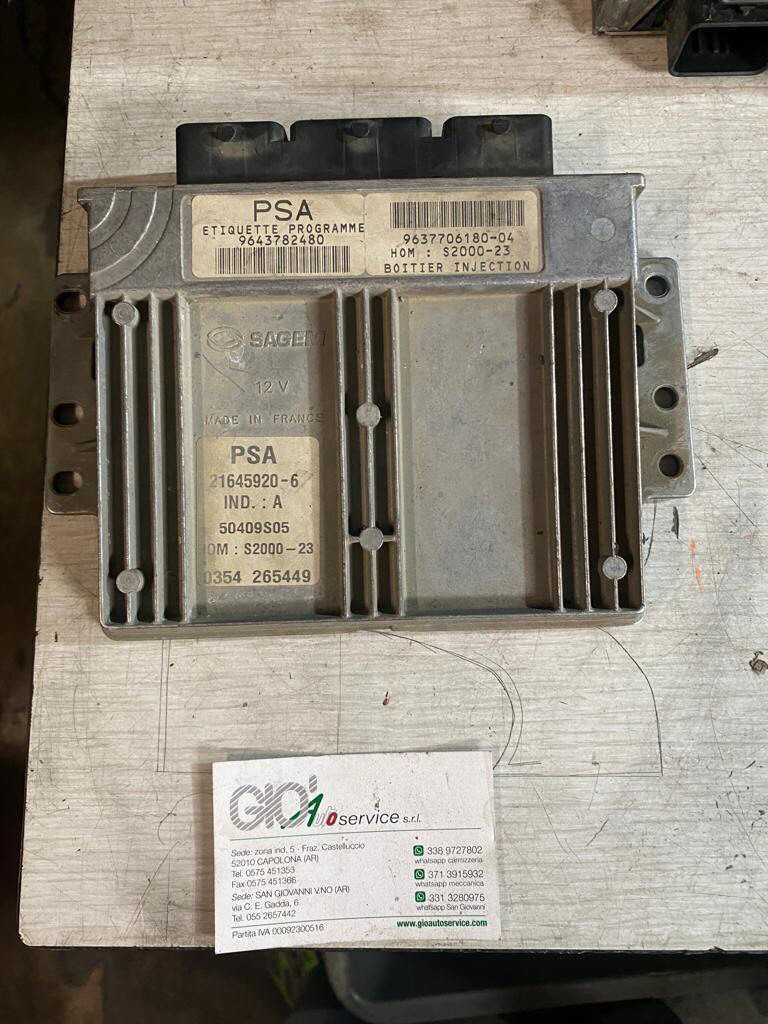 PSA
ETIQUETTE PROGRAMME
9643782480
9637706180-04
HOM : S2000-23
BOITIER INJECTION
SAGEM
12 V
MADE IN FRANCE
PSA
21645920-6
IND. : A
50409S05
HOM : S2000-23
0354 265449
GIO' Autoservice s.r.l.
Sede: zona ind, 5 - Fraz. Castelluccio
52010 CAPOLONA (AR)
Tel. 0575 451353
Fax 0575 451366
Sede: SAN GIOVANNI V.NO (AR)
via C. E. Gadda, 6
Tel. 055 2657442
Partita IVA 00092300516
338 9727802
whatsapp carrozzeria
371 3915932
whatsapp meccanica
331 3280975
whatsapp San Giovanni
www.gioautoservice.com